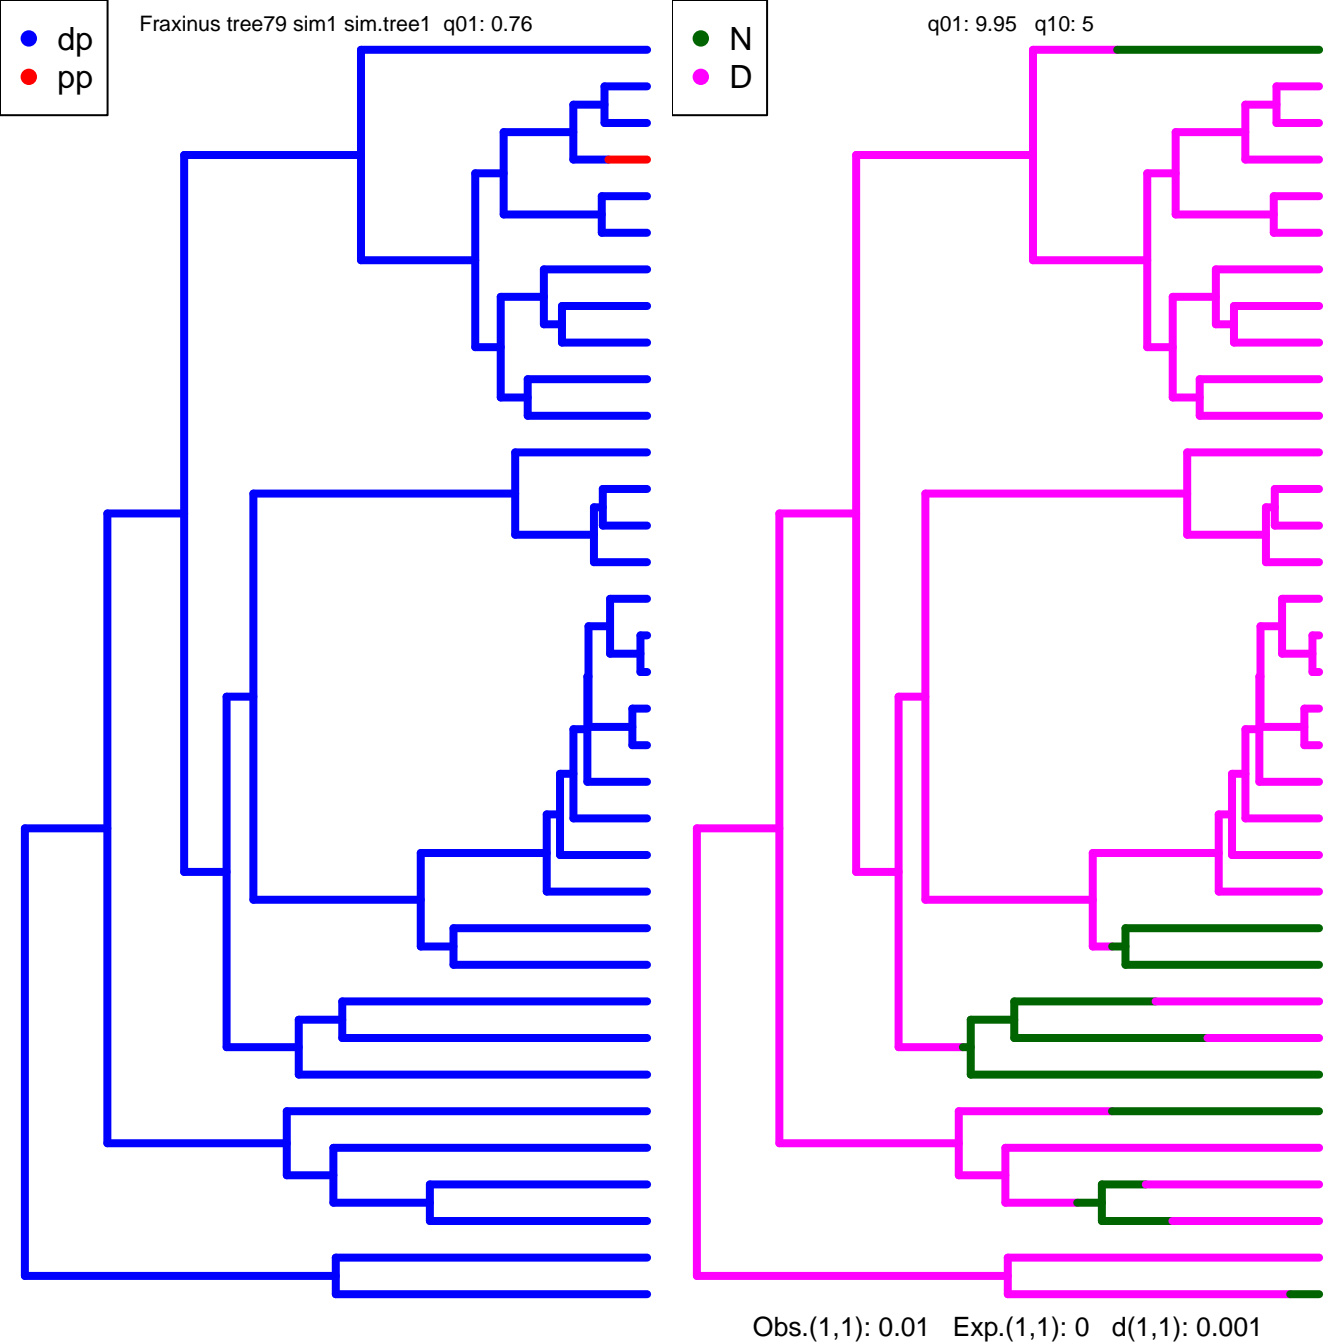 Fraxinus tree79 sim1 sim.tree1  q01: 0.76
dp
pp
q01: 9.95   q10: 5
N
D
Obs.(1,1): 0.01   Exp.(1,1): 0   d(1,1): 0.001